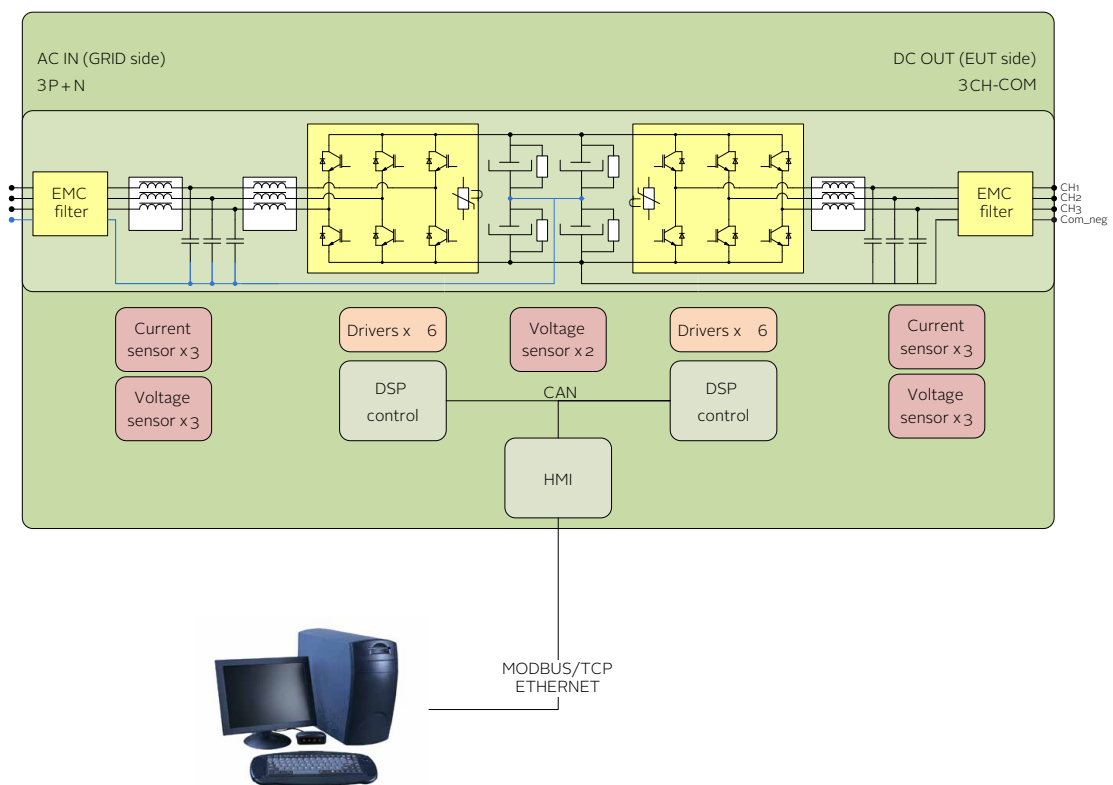 AC IN (GRID side)
3P+N
DC OUT (EUT side)
3CH-COM
EMC
filter
EMC
filter
CH1
CH2
CH3
Com_neg
Current
sensor x 3
Drivers x 6
Voltage
sensor x 2
Drivers x 6
Current
sensor x 3
Voltage
sensor x 3
DSP
control
CAN
DSP
control
Voltage
sensor x 3
HMI
MODBUS/TCP
ETHERNET